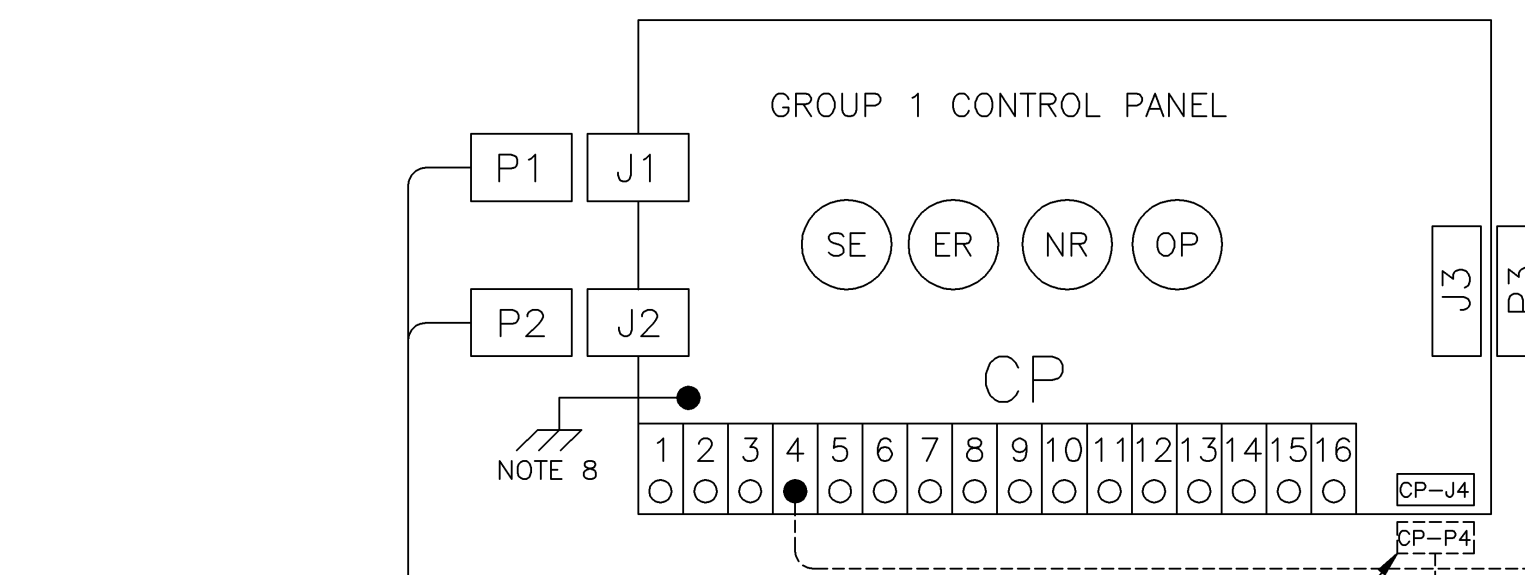 GROUP 1 CONTROL PANEL
P1 J1
SE ER NR OP
J3 P3
P2 J2
CP
1 2 3 4 5 6 7 8 9 10 11 12 13 14 15 16
NOTE 8
CP-J4
CP-P4